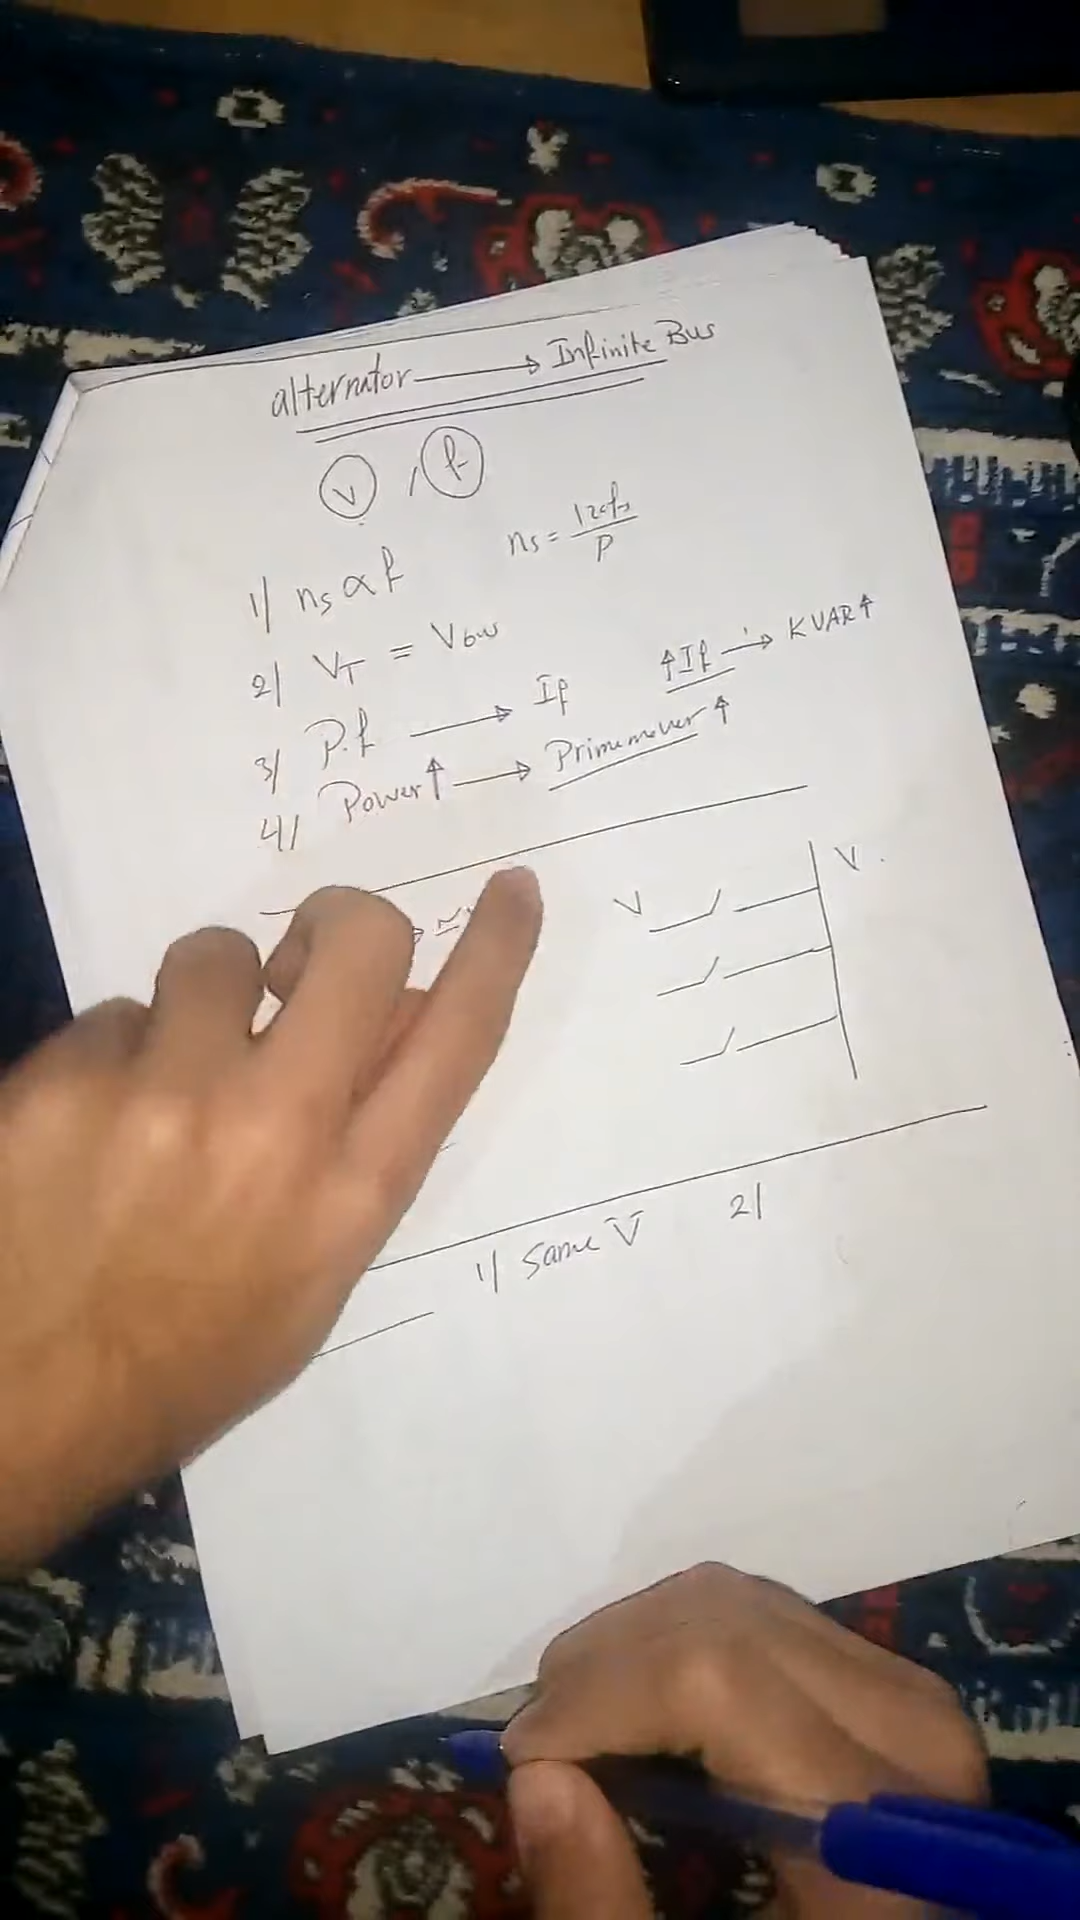 alternator → Infinite Bus
V , f
1/ ns α f
ns = 120fs / P
2/ VT = Vbus
3/ P.f → If
↑If → KVAR↑
4/ Power↑ → Primemover↑
V
V
1/ Same V
2/